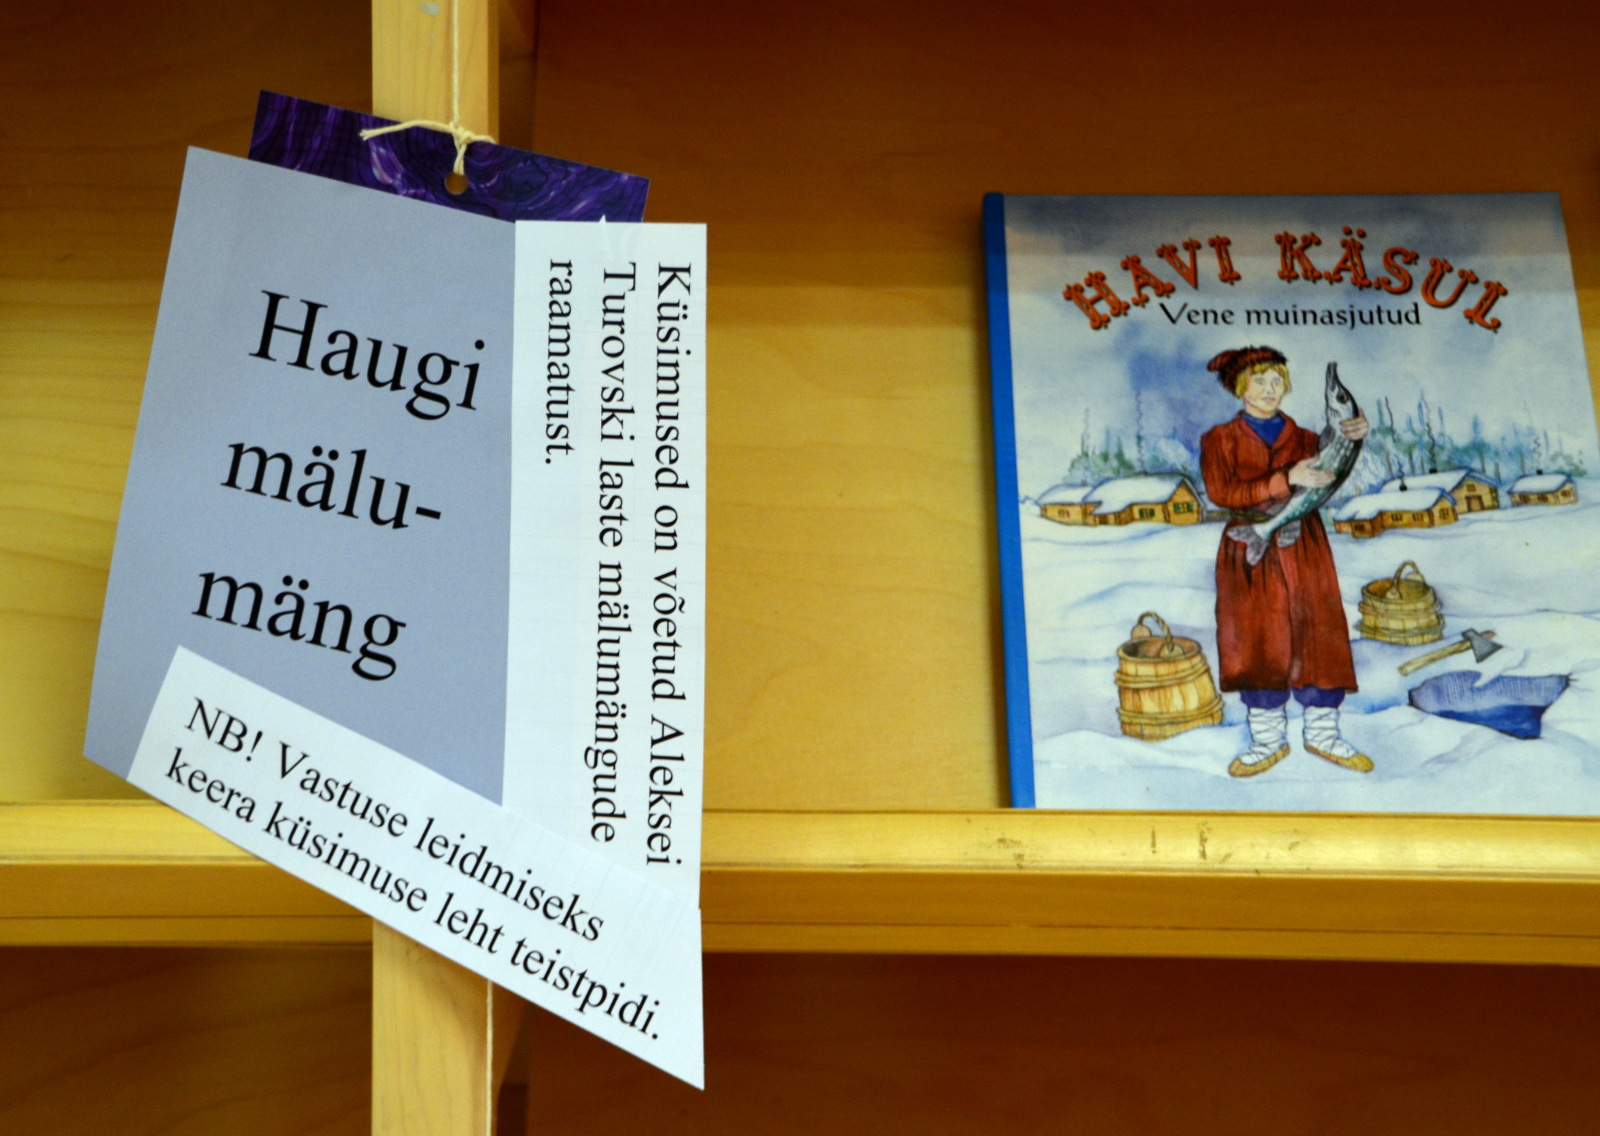 Haugi
mälu-
mäng
Küsimused on võetud Aleksei
Turovski laste mälumängude
raamatust.
NB! Vastuse leidmiseks
keera küsimuse leht teistpidi.
HAVI KÄSUL
Vene muinasjutud